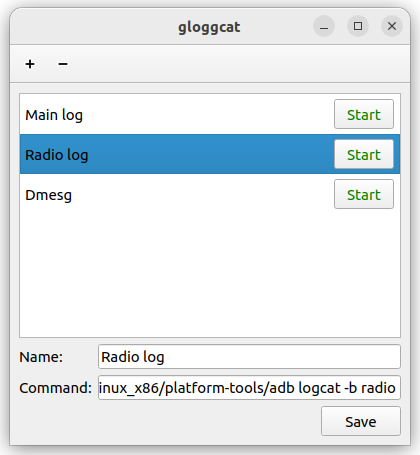 gloggcat
Main log Start
Radio log Start
Dmesg Start
Name: Radio log
Command: inux_x86/platform-tools/adb logcat -b radio
Save